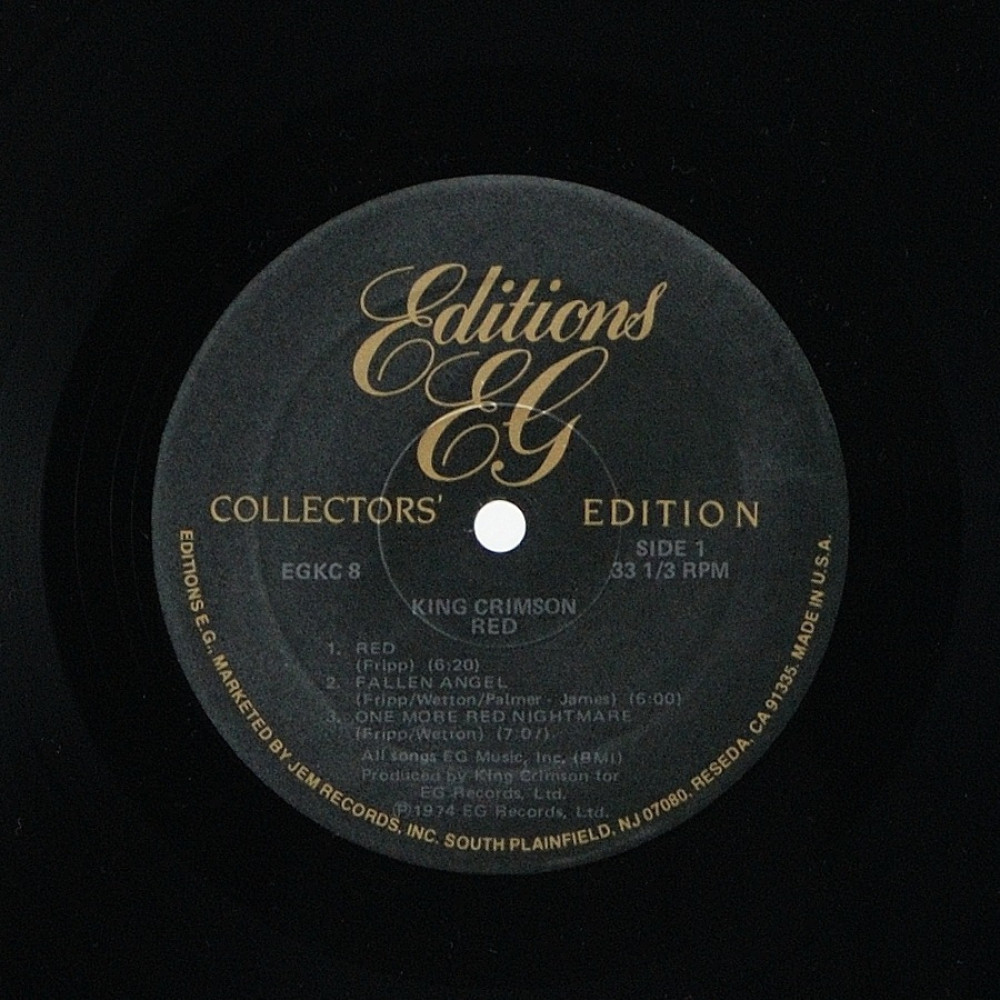 Editions
EG
COLLECTORS' EDITION
SIDE 1
EGKC 8 33 1/3 RPM
KING CRIMSON
RED
1. RED
(Fripp) (6:20)
2. FALLEN ANGEL
(Fripp/Wetton/Palmer - James) (6:00)
3. ONE MORE RED NIGHTMARE
(Fripp/Wetton) (7:07)
All songs EG Music, Inc. (BMI)
Produced by King Crimson for
EG Records, Ltd.
Ⓟ1974 EG Records, Ltd.
EDITIONS E.G., MARKETED BY JEM RECORDS, INC. SOUTH PLAINFIELD, NJ 07080, RESEDA, CA 91335. MADE IN U.S.A.